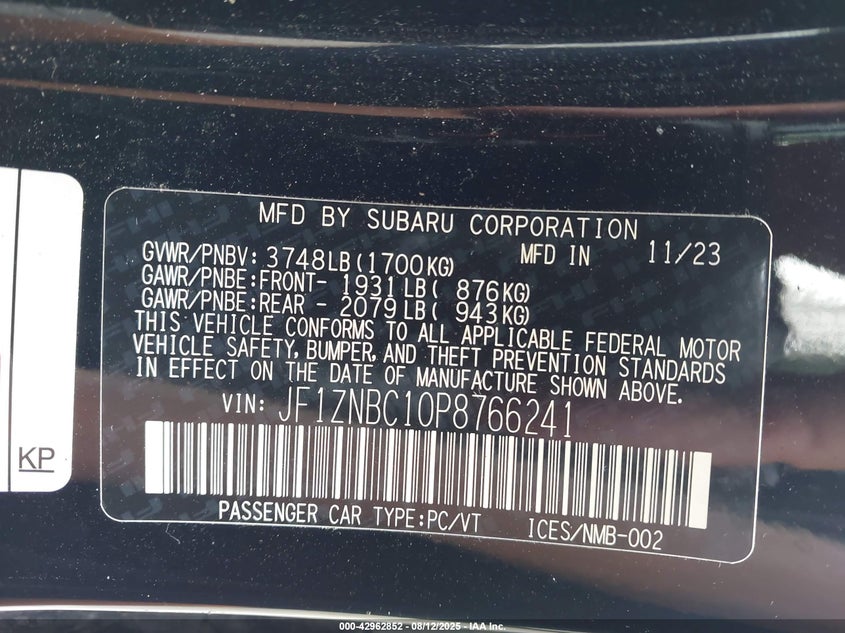 MFD BY SUBARU CORPORATION
GVWR/PNBV: 3748LB(1700KG) MFD IN 11/23
GAWR/PNBE:FRONT- 1931LB( 876KG)
GAWR/PNBE:REAR - 2079LB( 943KG)
THIS VEHICLE CONFORMS TO ALL APPLICABLE FEDERAL MOTOR
VEHICLE SAFETY, BUMPER, AND THEFT PREVENTION STANDARDS
IN EFFECT ON THE DATE OF MANUFACTURE SHOWN ABOVE.
VIN: JF1ZNBC10P8766241
PASSENGER CAR TYPE:PC/VT ICES/NMB-002
KP
000-42962852 - 08/12/2025 - IAA Inc.